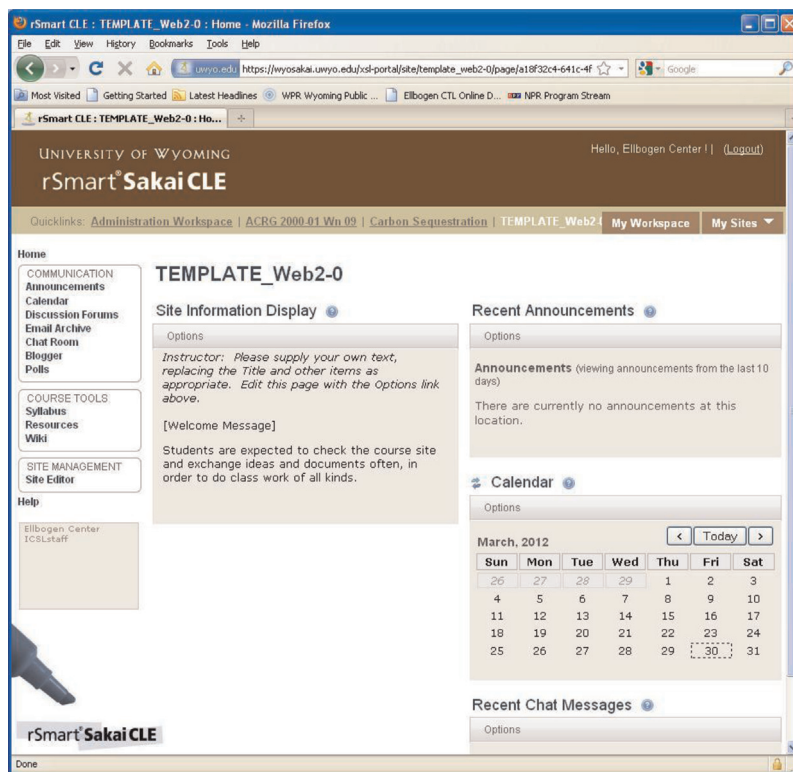 rSmart CLE : TEMPLATE_Web2-0 : Home - Mozilla Firefox
File Edit View History Bookmarks Tools Help
uwyo.edu https://wyosakai.uwyo.edu/xsl-portal/site/template_web2-0/page/a18f32c4-641c-4f Google
Most Visited Getting Started Latest Headlines WPR Wyoming Public ... Ellbogen CTL Online D... NPR Program Stream
rSmart CLE : TEMPLATE_Web2-0 : Ho...
UNIVERSITY OF WYOMING
Hello, Ellbogen Center ! | (Logout)
rSmart Sakai CLE
Quicklinks: Administration Workspace | ACRG 2000-01 Wn 09 | Carbon Sequestration | TEMPLATE_Web2- My Workspace My Sites
Home
COMMUNICATION
Announcements
Calendar
Discussion Forums
Email Archive
Chat Room
Blogger
Polls
COURSE TOOLS
Syllabus
Resources
Wiki
SITE MANAGEMENT
Site Editor
Help
Ellbogen Center
ICSLstaff
rSmart Sakai CLE
TEMPLATE_Web2-0
Site Information Display
Options
Instructor: Please supply your own text,
replacing the Title and other items as
appropriate. Edit this page with the Options link
above.
[Welcome Message]
Students are expected to check the course site
and exchange ideas and documents often, in
order to do class work of all kinds.
Recent Announcements
Options
Announcements (viewing announcements from the last 10
days)
There are currently no announcements at this
location.
Calendar
Options
March, 2012 < Today >
Sun Mon Tue Wed Thu Fri Sat
26 27 28 29 1 2 3
4 5 6 7 8 9 10
11 12 13 14 15 16 17
18 19 20 21 22 23 24
25 26 27 28 29 30 31
Recent Chat Messages
Options
Done